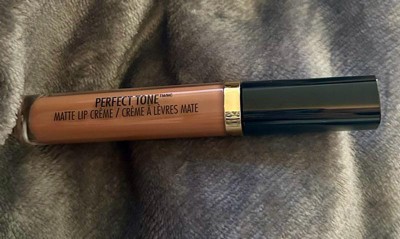 PERFECT TONE
MATTE LIP CRÈME / CRÈME À LÈVRES MATE